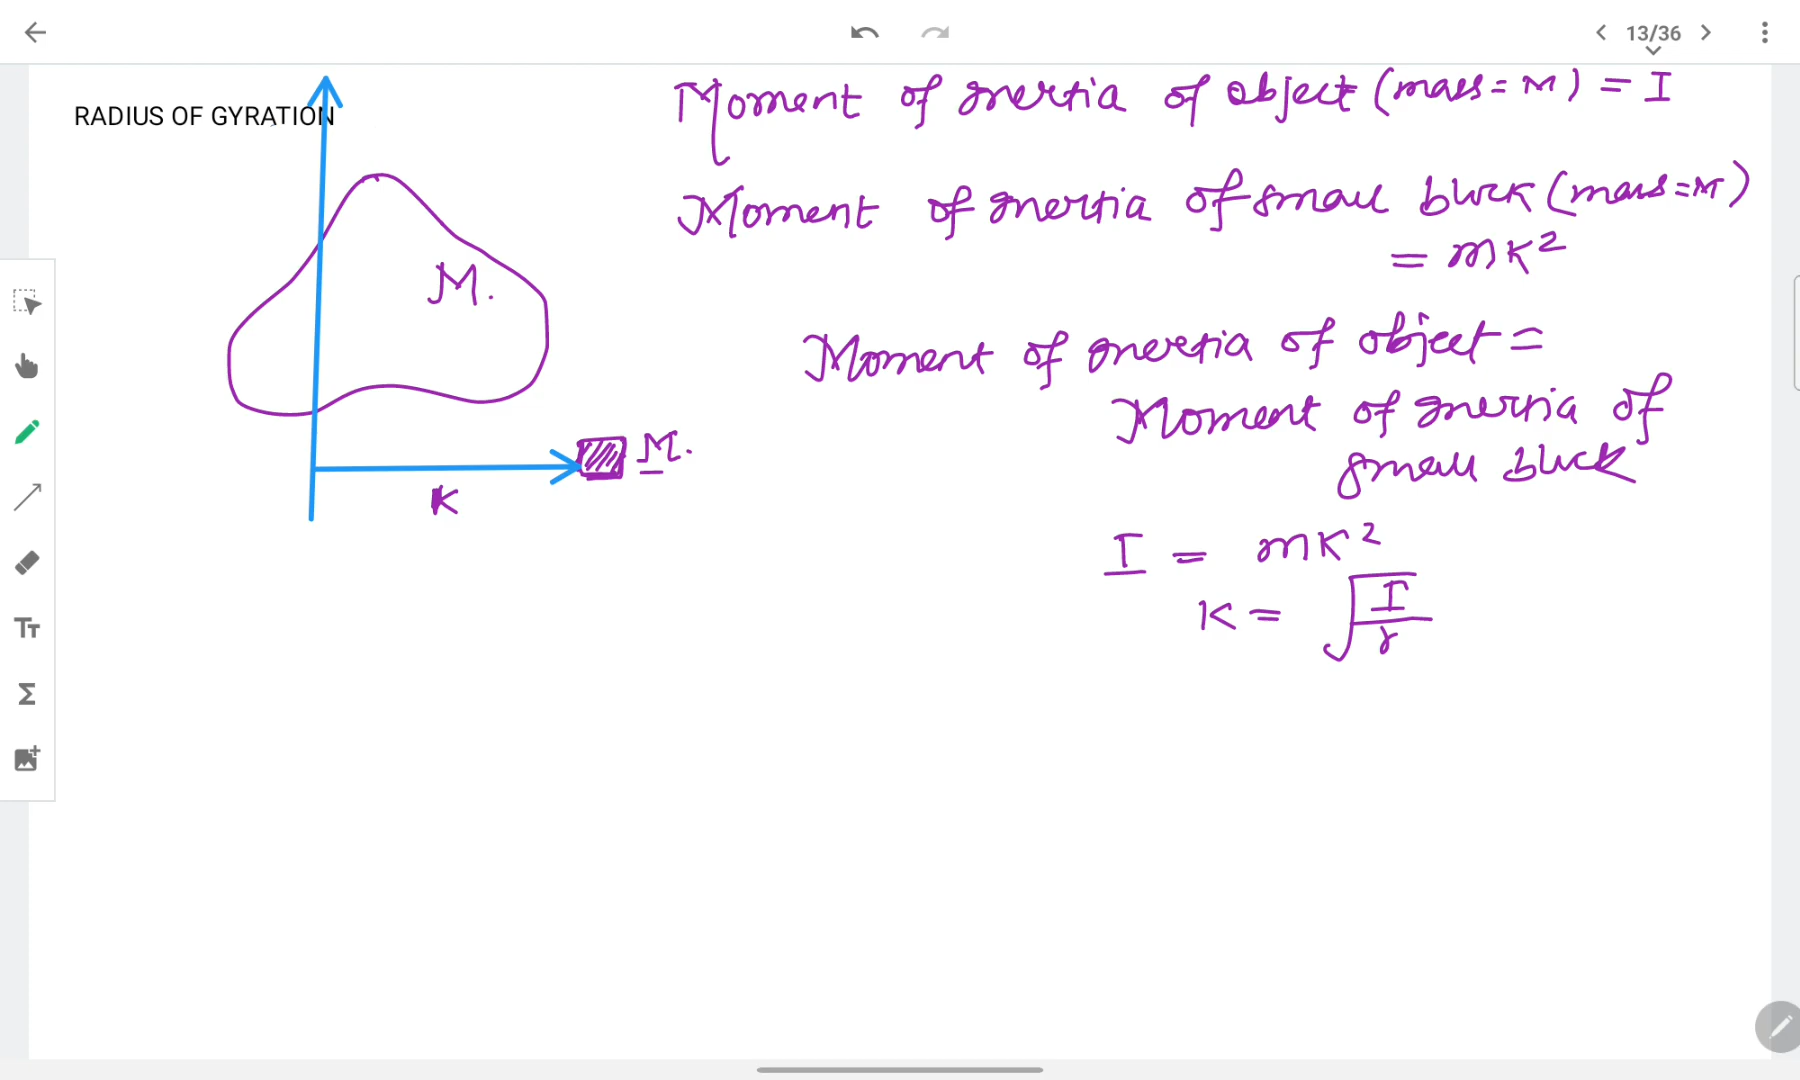 13/36
RADIUS OF GYRATION
Moment of Inertia of object (mass = M) = I
Moment of Inertia of small block (mass = M)
= mK²
Moment of Inertia of object =
Moment of Inertia of
small block
I = mK²
K = √(I/r)
M.
M.
K
Tт
Σ